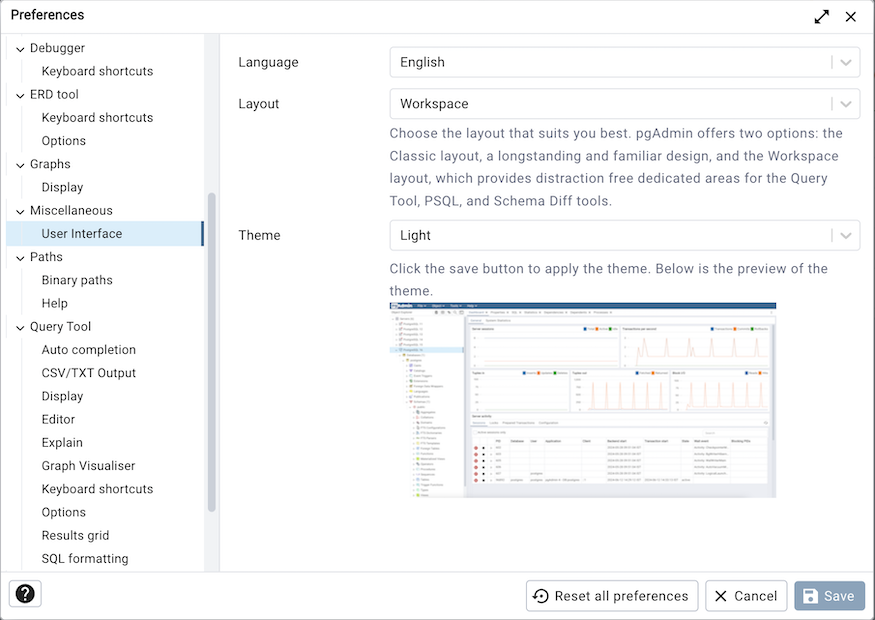 Preferences
Debugger
Keyboard shortcuts
ERD tool
Keyboard shortcuts
Options
Graphs
Display
Miscellaneous
User Interface
Paths
Binary paths
Help
Query Tool
Auto completion
CSV/TXT Output
Display
Editor
Explain
Graph Visualiser
Keyboard shortcuts
Options
Results grid
SQL formatting
Language
English
Layout
Workspace
Choose the layout that suits you best. pgAdmin offers two options: the
Classic layout, a longstanding and familiar design, and the Workspace
layout, which provides distraction free dedicated areas for the Query
Tool, PSQL, and Schema Diff tools.
Theme
Light
Click the save button to apply the theme. Below is the preview of the
theme.
Reset all preferences
Cancel
Save